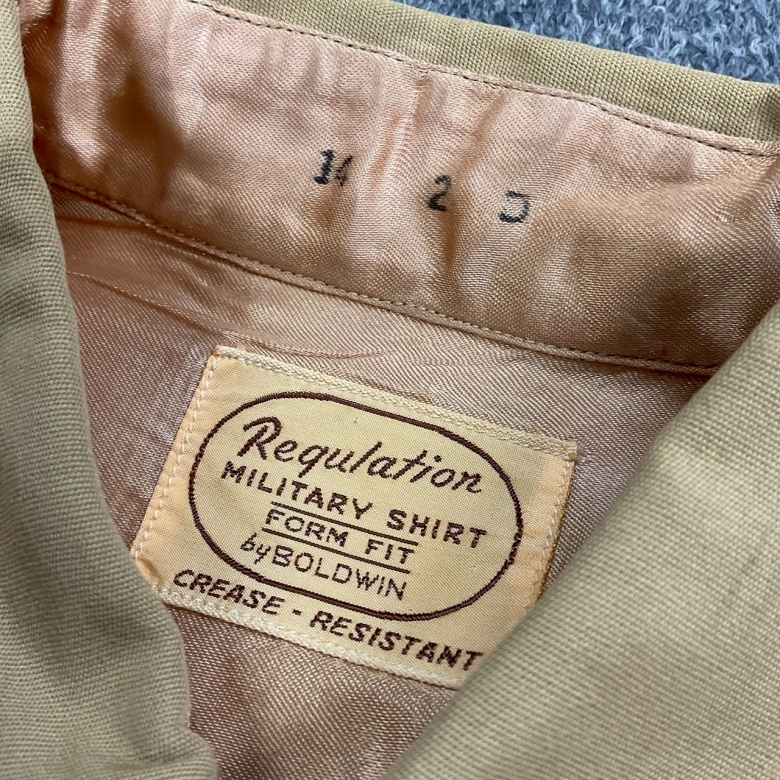 14 2
Regulation
MILITARY SHIRT
FORM FIT
by BOLDWIN
CREASE - RESISTANT